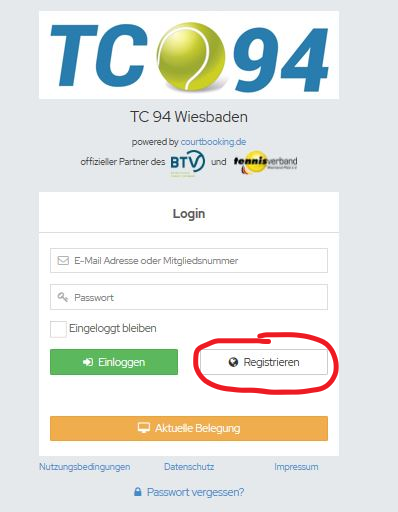 TC 94
TC 94 Wiesbaden
powered by courtbooking.de
offizieller Partner des BTV und tennisverband
Login
E-Mail Adresse oder Mitgliedsnummer
Passwort
Eingeloggt bleiben
Einloggen Registrieren
Aktuelle Belegung
Nutzungsbedingungen Datenschutz Impressum
Passwort vergessen?